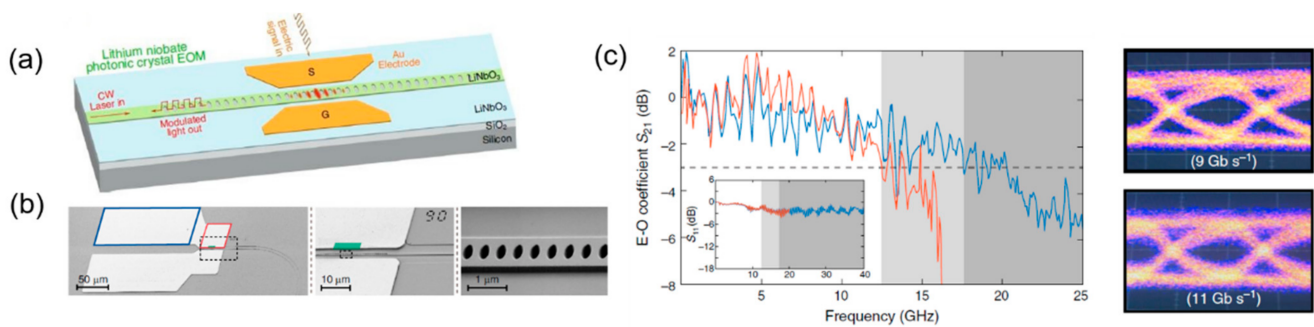 (a)
Lithium niobate
photonic crystal EOM
Electric
signal in
Au
Electrode
S
G
CW
Laser in
Modulated
light out
LiNbO₃
LiNbO₃
SiO₂
Silicon
(b)
50 μm
10 μm
90
1 μm
(c)
E-O coefficient S₂₁ (dB)
2
0
-2
-4
-6
-8
5
10
15
20
25
Frequency (GHz)
S₁₁ (dB)
6
0
-6
-12
-18
0
10
20
30
40
(9 Gb s⁻¹)
(11 Gb s⁻¹)